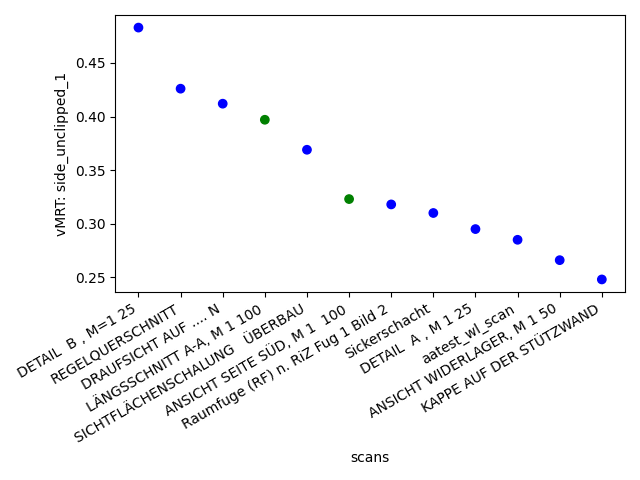 0.45
0.40
0.35
0.30
0.25
vMRT: side_unclipped_1
DETAIL  B , M=1 25
REGELQUERSCHNITT
DRAUFSICHT AUF .... N
LÄNGSSCHNITT A-A, M 1 100
SICHTFLÄCHENSCHALUNG   ÜBERBAU
ANSICHT SEITE SÜD, M 1  100
Raumfuge (RF) n. RiZ Fug 1 Bild 2
Sickerschacht
DETAIL  A , M 1 25
aatest_wl_scan
ANSICHT WIDERLAGER, M 1 50
KAPPE AUF DER STÜTZWAND
scans